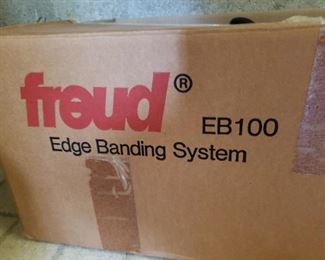 freud® EB100
Edge Banding System